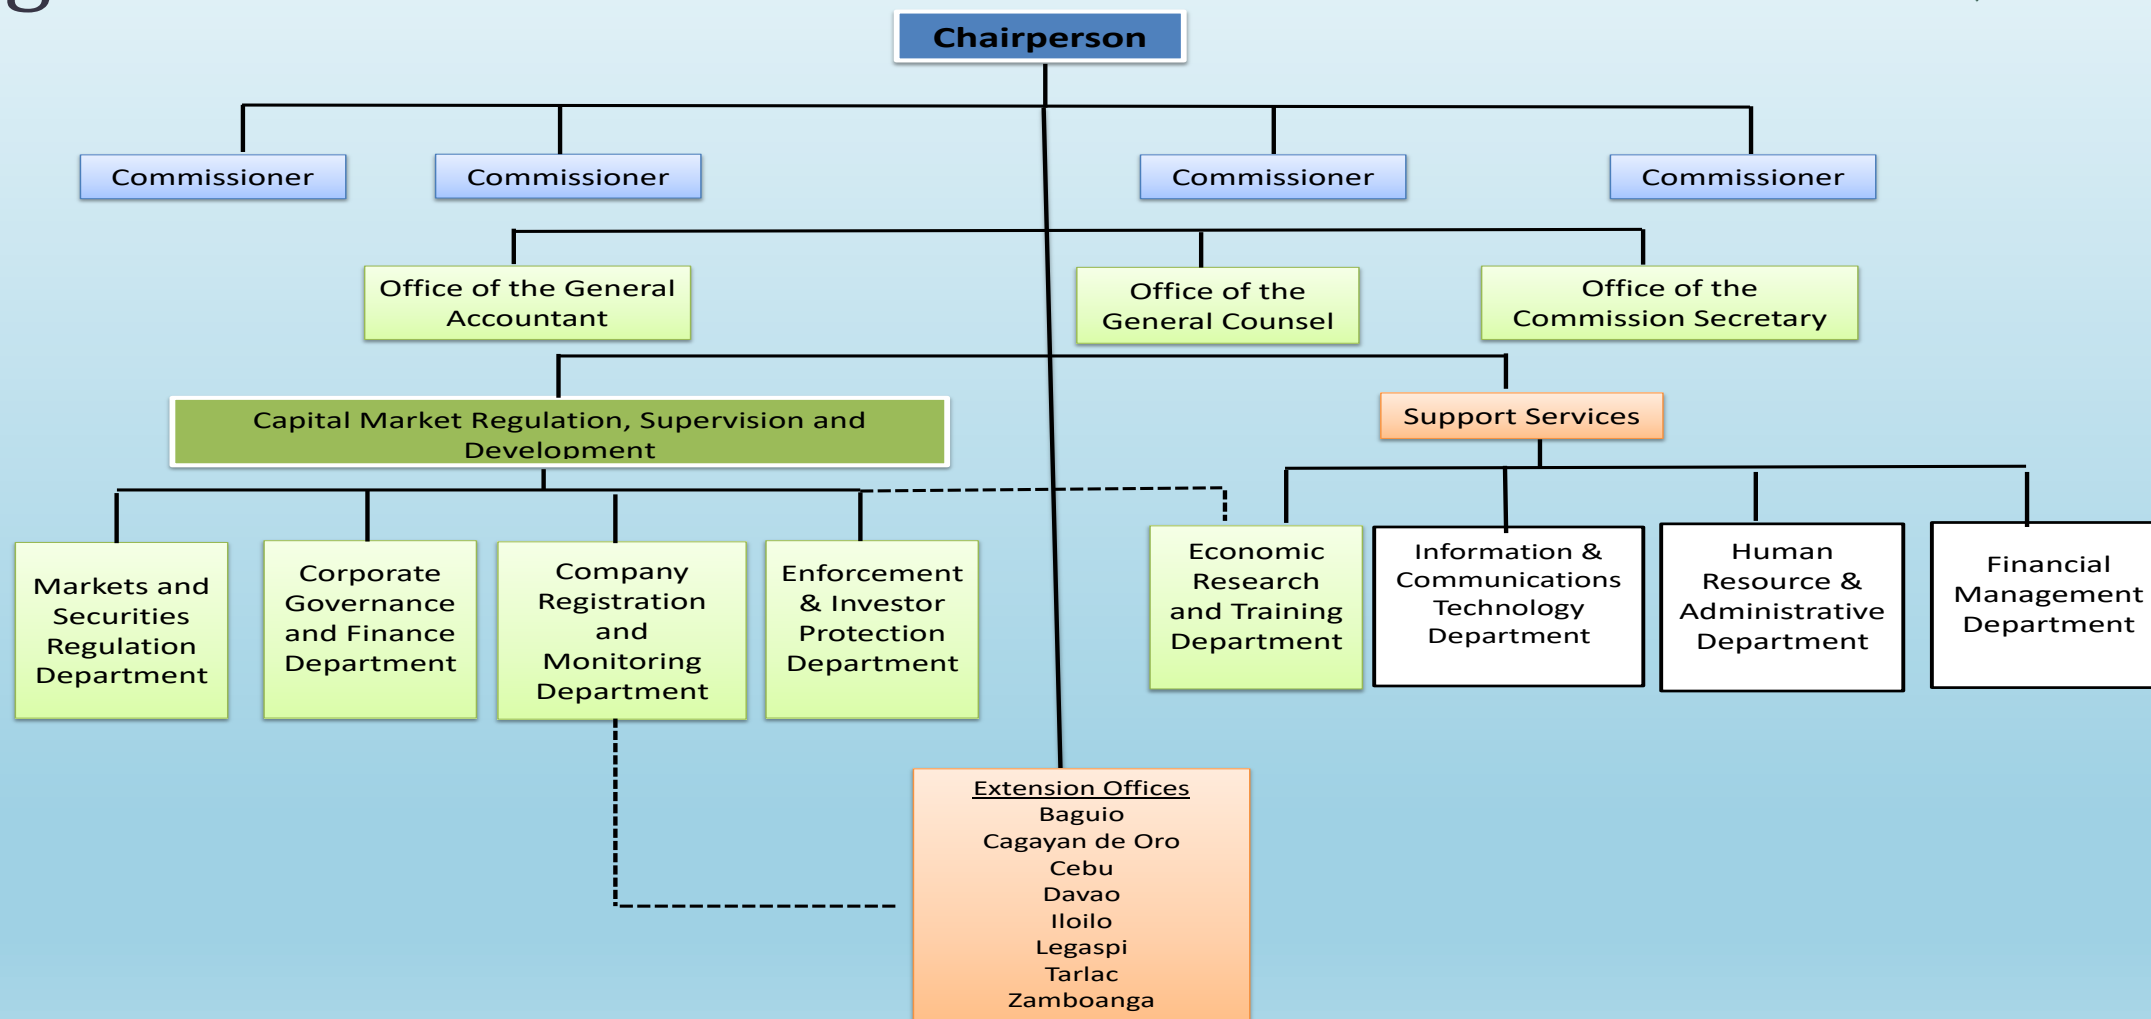 Chairperson
Commissioner
Commissioner
Commissioner
Commissioner
Office of the General
Accountant
Office of the
General Counsel
Office of the
Commission Secretary
Capital Market Regulation, Supervision and
Development
Support Services
Markets and
Securities
Regulation
Department
Corporate
Governance
and Finance
Department
Company
Registration
and
Monitoring
Department
Enforcement
& Investor
Protection
Department
Economic
Research
and Training
Department
Information &
Communications
Technology
Department
Human
Resource &
Administrative
Department
Financial
Management
Department
Extension Offices
Baguio
Cagayan de Oro
Cebu
Davao
Iloilo
Legaspi
Tarlac
Zamboanga